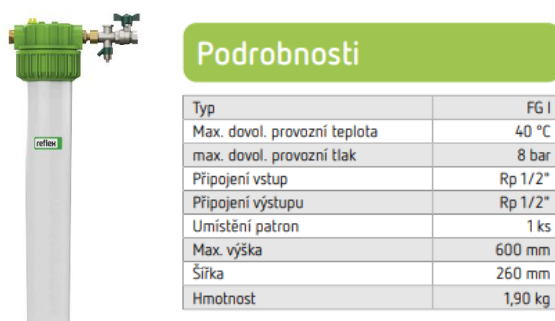 reflex
Podrobnosti
Typ FG I
Max. dovol. provozní teplota 40 °C
max. dovol. provozní tlak 8 bar
Připojení vstup Rp 1/2"
Připojení výstupu Rp 1/2"
Umístění patron 1 ks
Max. výška 600 mm
Šířka 260 mm
Hmotnost 1,90 kg